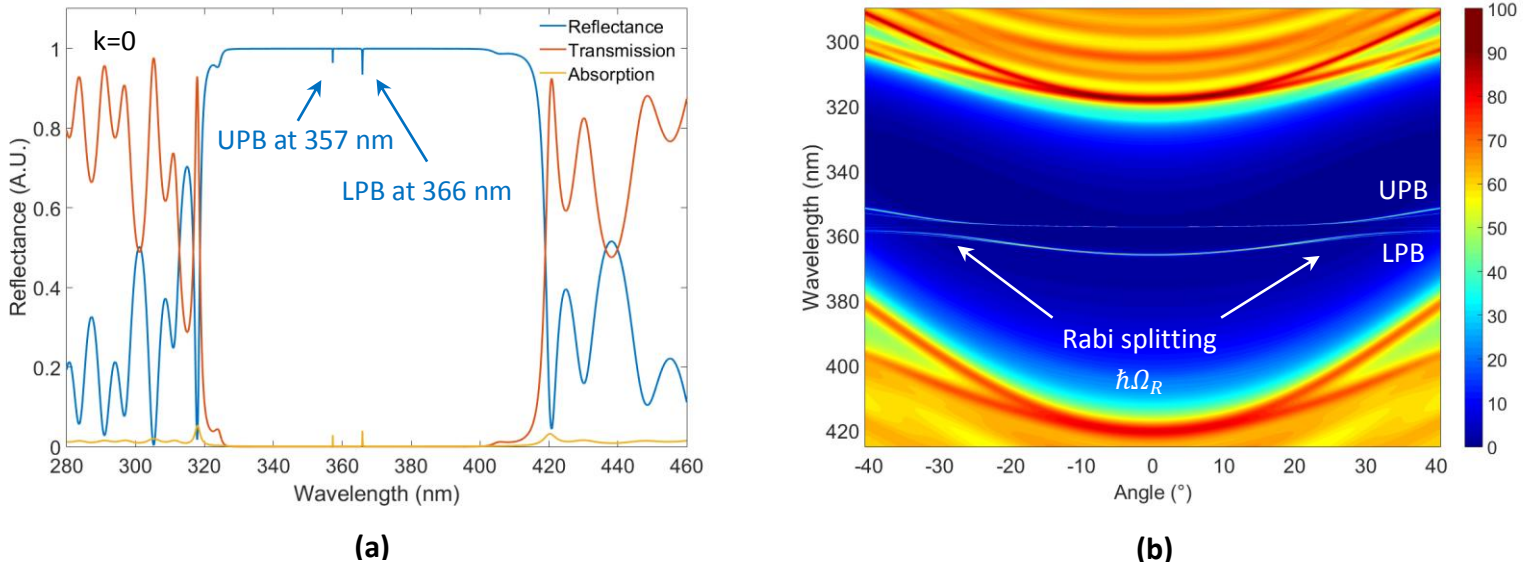 k=0
Reflectance
Transmission
Absorption
UPB at 357 nm
LPB at 366 nm
Reflectance (A.U.)
1
0.8
0.6
0.4
0.2
0
280 300 320 340 360 380 400 420 440 460
Wavelength (nm)
(a)
Wavelength (nm)
300
320
340
360
380
400
420
UPB
LPB
Rabi splitting
ℏΩ_R
-40 -30 -20 -10 0 10 20 30 40
Angle (°)
100
90
80
70
60
50
40
30
20
10
0
(b)